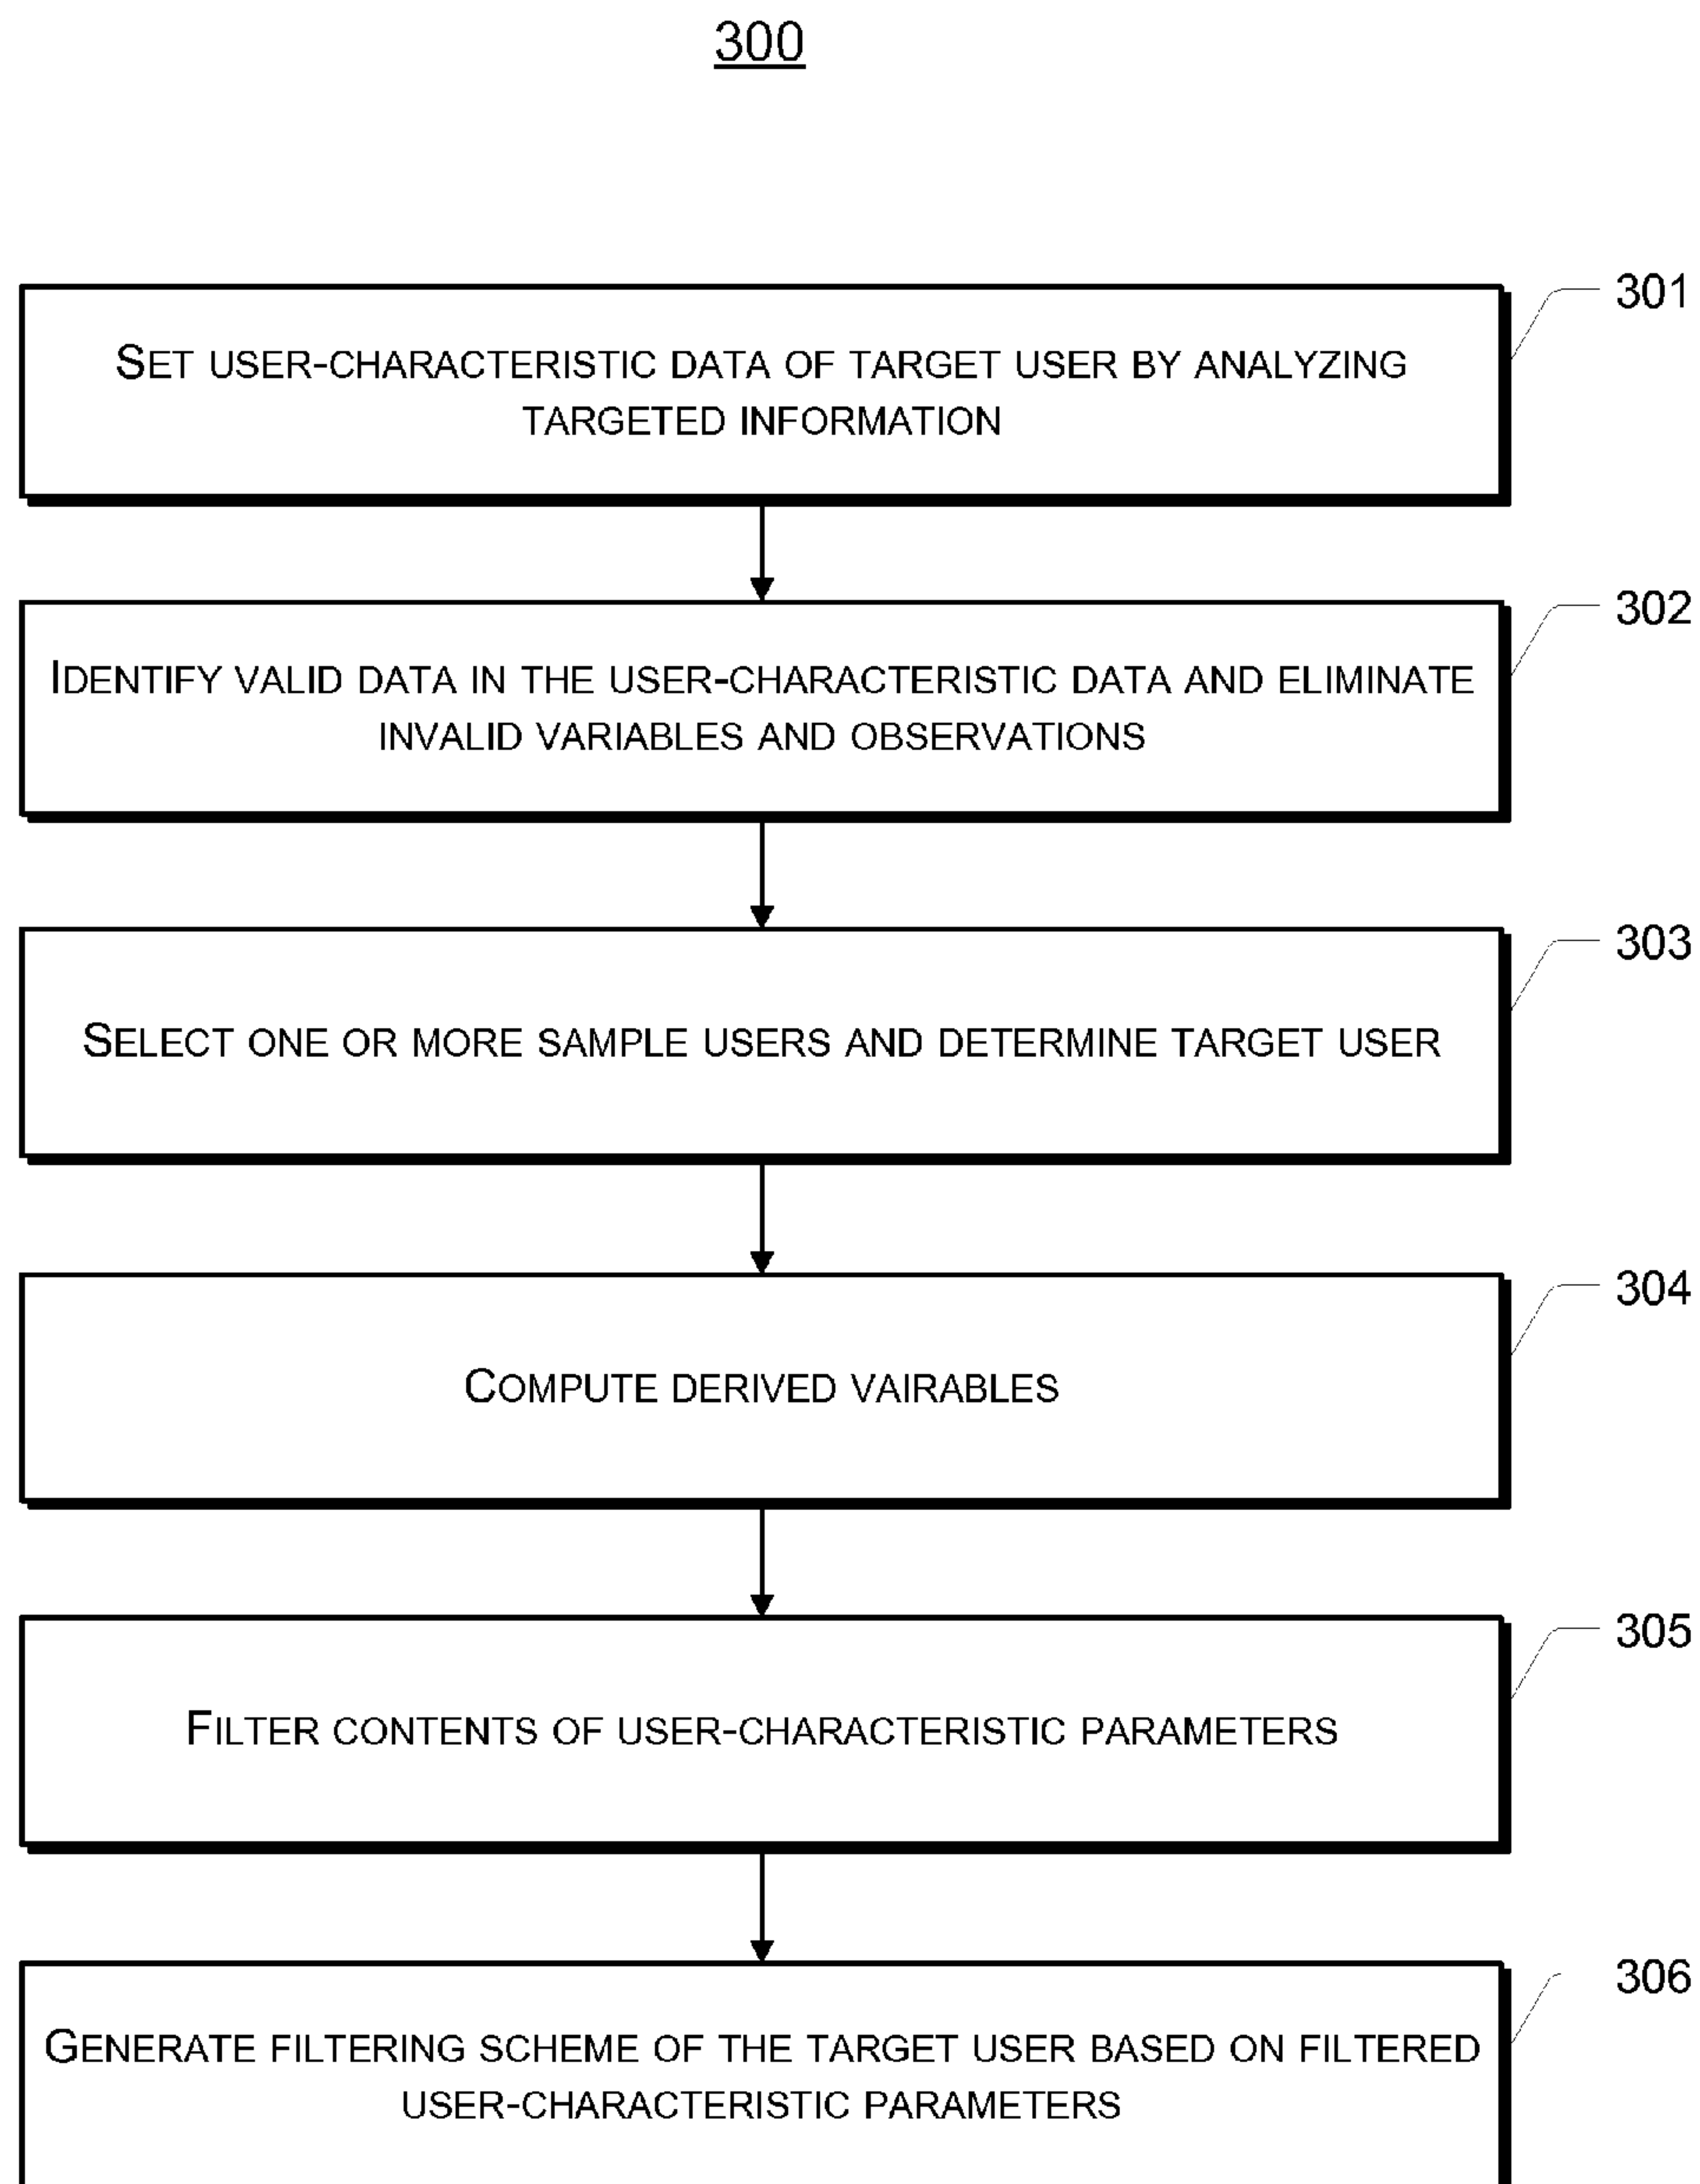 300
301
SET USER-CHARACTERISTIC DATA OF TARGET USER BY ANALYZING
TARGETED INFORMATION
302
IDENTIFY VALID DATA IN THE USER-CHARACTERISTIC DATA AND ELIMINATE
INVALID VARIABLES AND OBSERVATIONS
303
SELECT ONE OR MORE SAMPLE USERS AND DETERMINE TARGET USER
304
COMPUTE DERIVED VAIRABLES
305
FILTER CONTENTS OF USER-CHARACTERISTIC PARAMETERS
306
GENERATE FILTERING SCHEME OF THE TARGET USER BASED ON FILTERED
USER-CHARACTERISTIC PARAMETERS